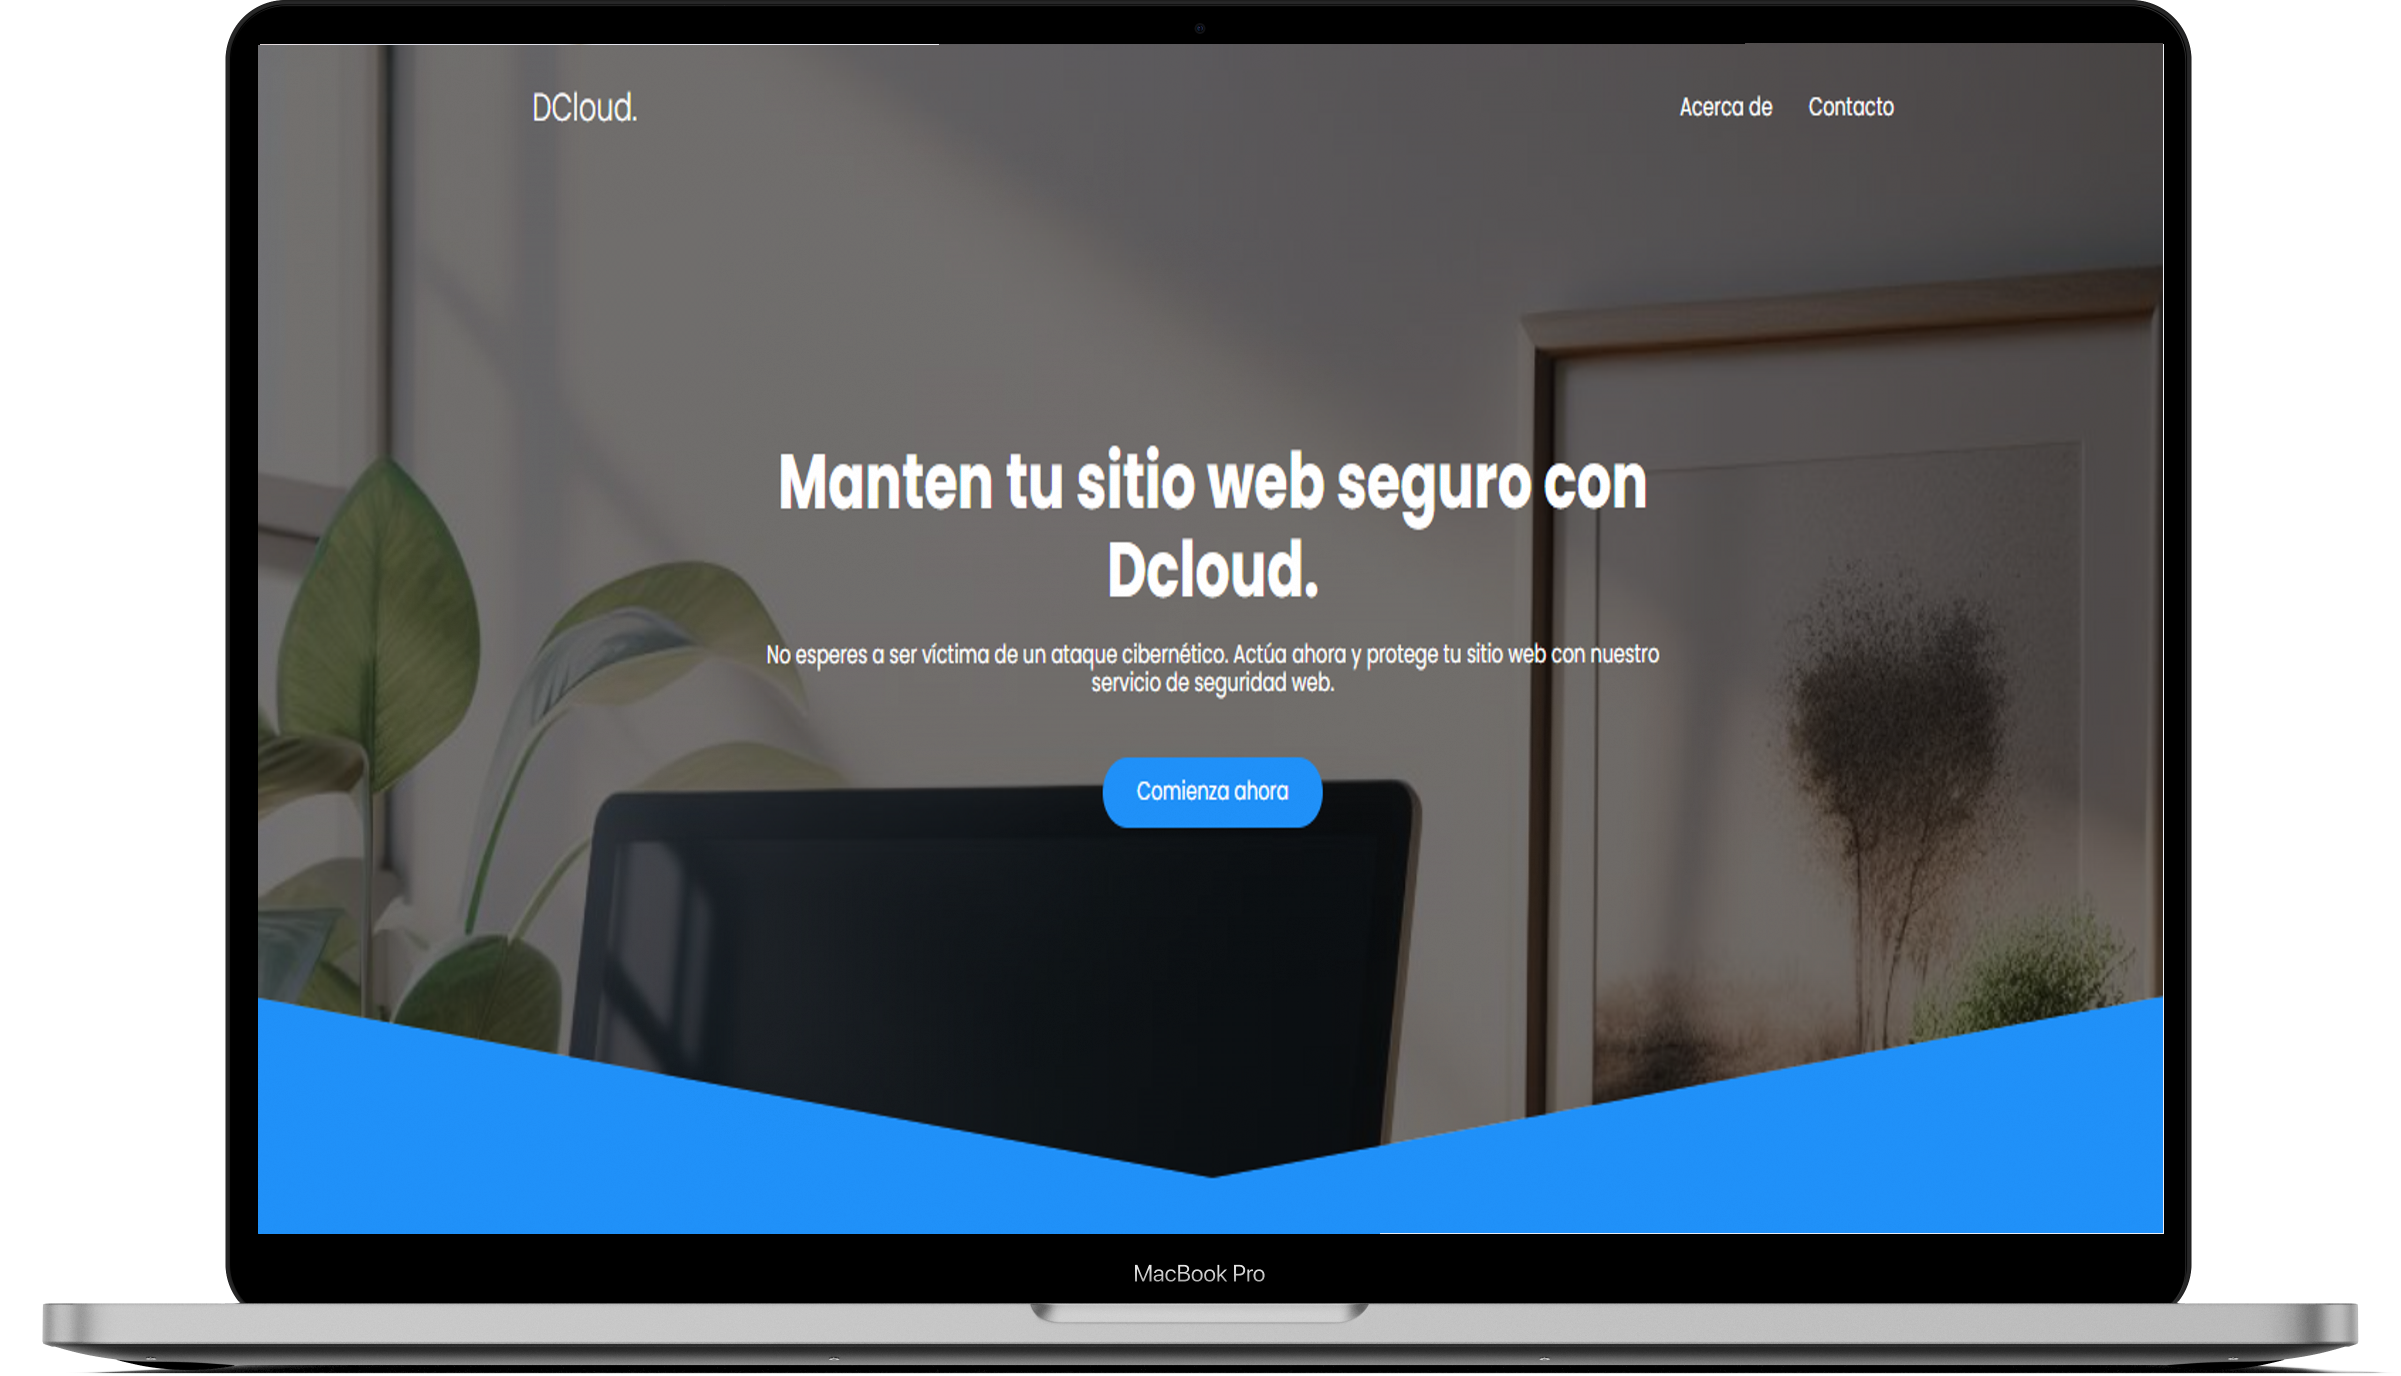 DCloud.
Acerca de
Contacto
Manten tu sitio web seguro con
Dcloud.
No esperes a ser víctima de un ataque cibernético. Actúa ahora y protege tu sitio web con nuestro
servicio de seguridad web.
Comienza ahora
MacBook Pro